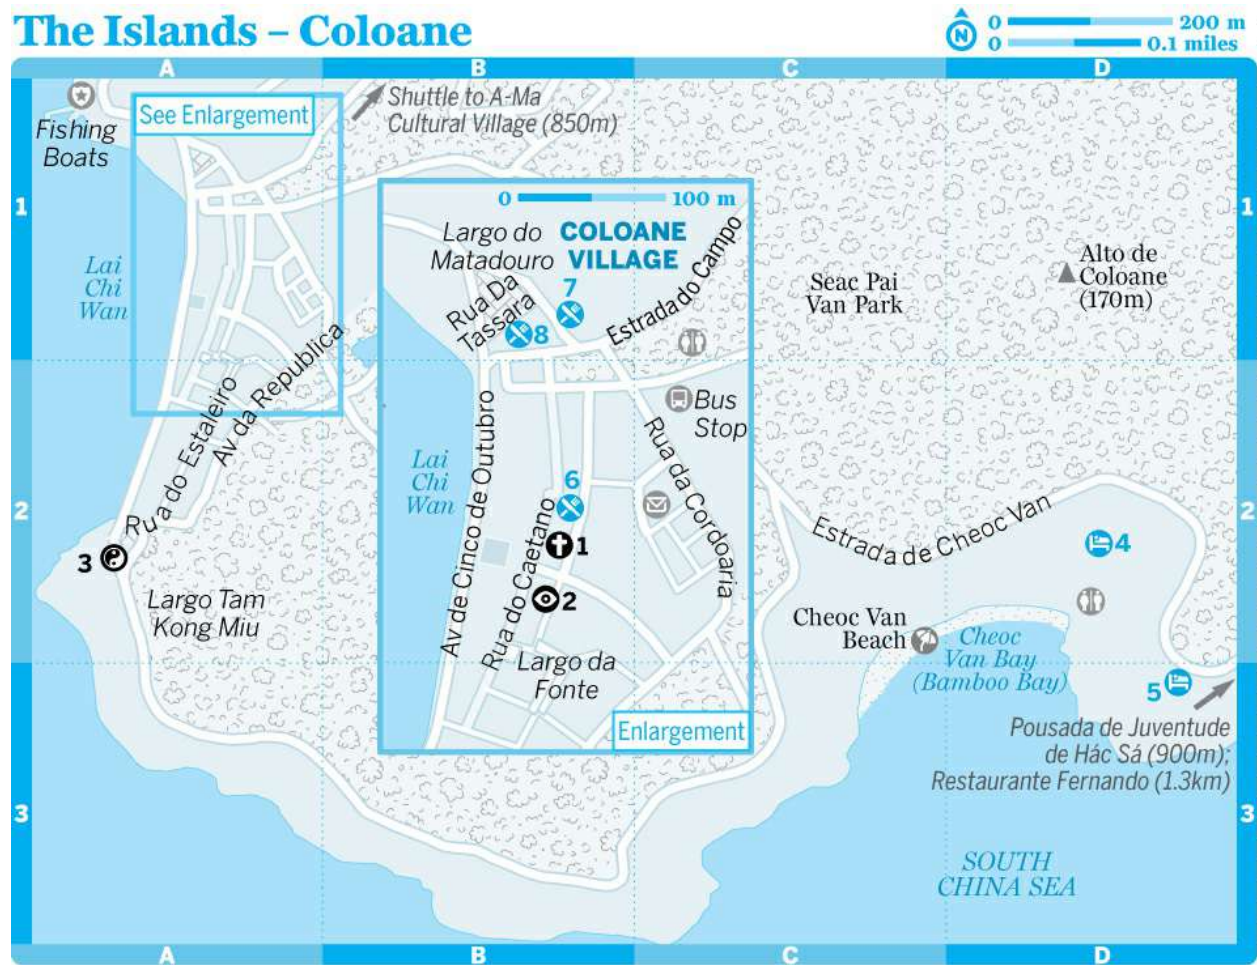 The Islands – Coloane
N
0 200 m
0 0.1 miles
A B C D
See Enlargement
Shuttle to A-Ma
Cultural Village (850m)
Fishing
Boats
1
1
0 100 m
Largo do
Matadouro
COLOANE
VILLAGE
Lai
Chi
Wan
Rua Da
Tassara
7
8
Estrada do Campo
Seac Pai
Van Park
Alto de
Coloane
(170m)
Av da Republica
Rua do Estaleiro
Bus
Stop
Lai
Chi
Wan
Av de Cinco de Outubro
Rua do Caetano
Rua da Cordoaria
6
1
2
2
2
Estrada de Cheoc Van
4
3
Largo Tam
Kong Miu
Cheoc Van
Beach
Cheoc
Van Bay
(Bamboo Bay)
Largo da
Fonte
Enlargement
5
Pousada de Juventude
de Hác Sá (900m);
Restaurante Fernando (1.3km)
3
3
SOUTH
CHINA SEA
A B C D